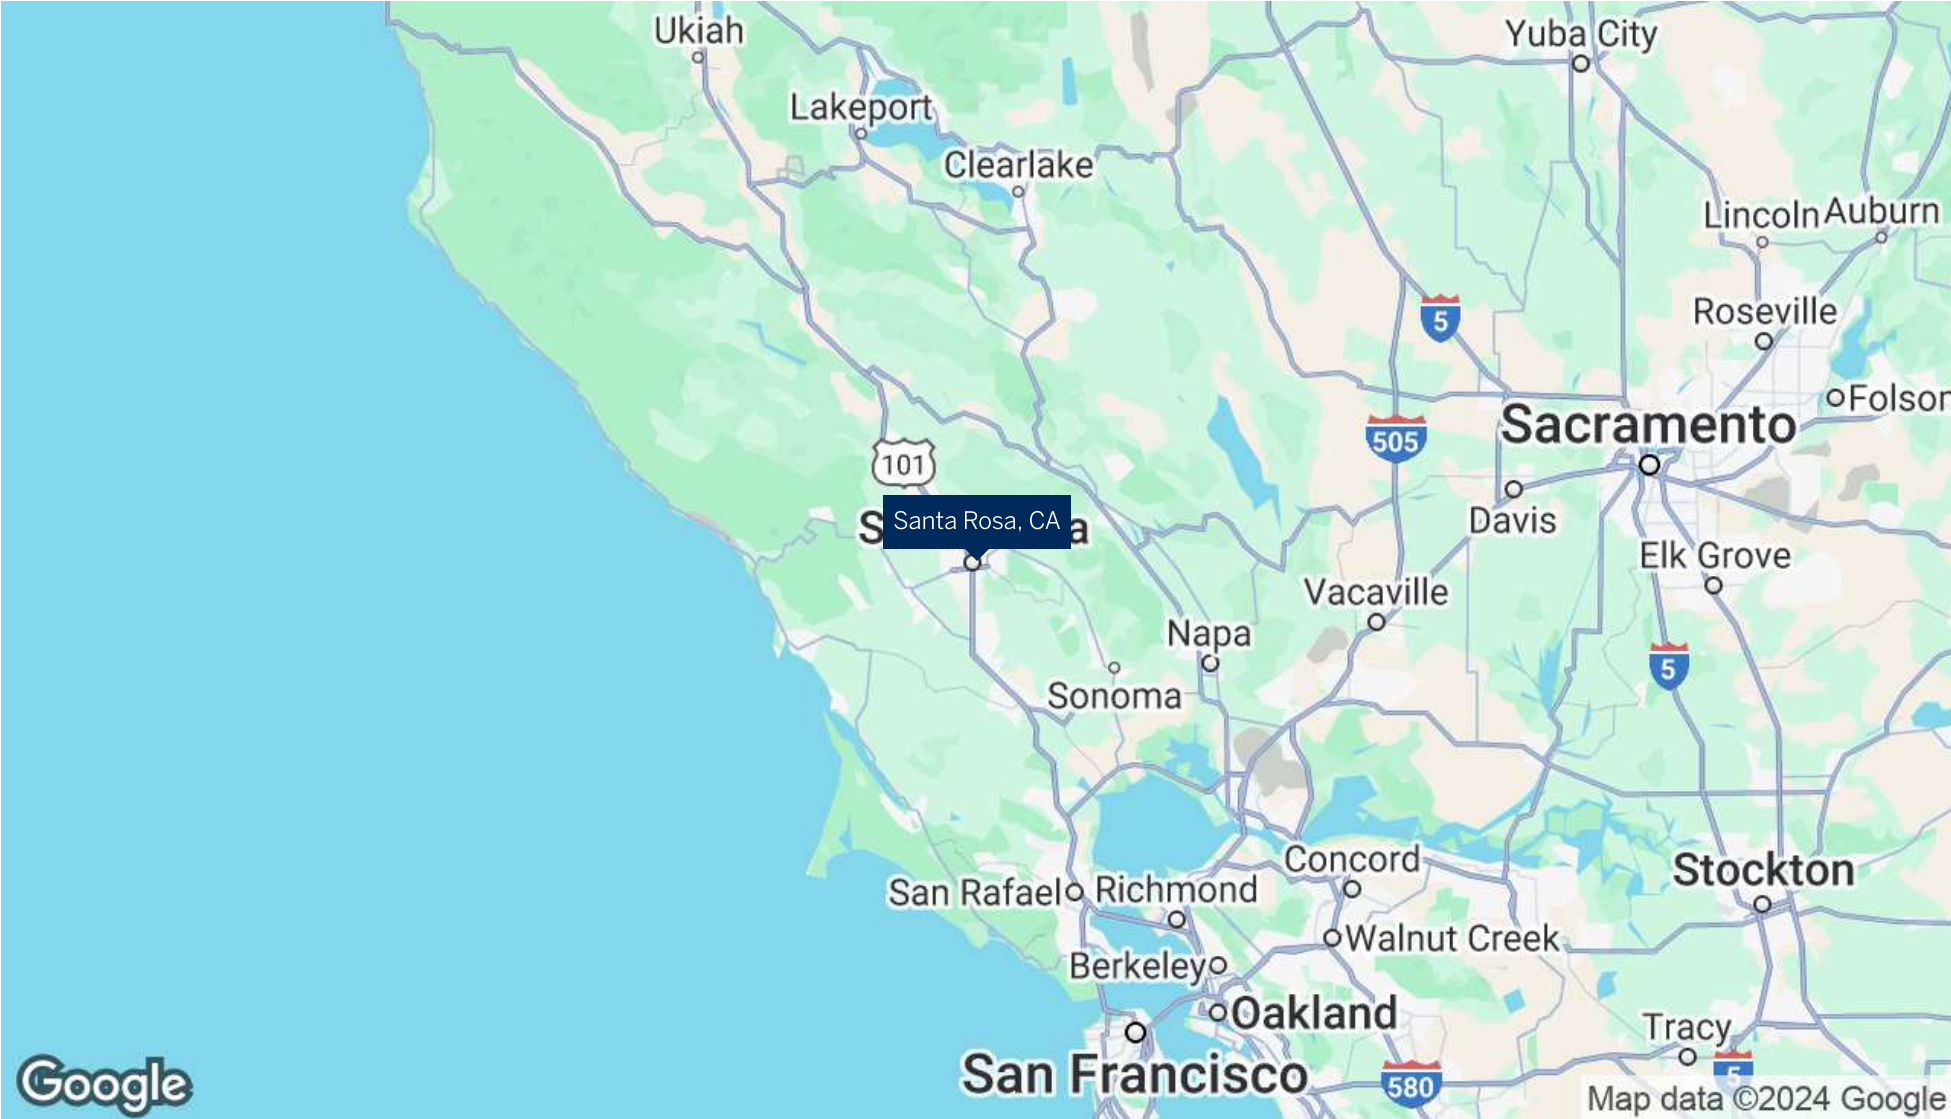 Ukiah
Yuba City
Lakeport
Clearlake
Lincoln
Auburn
Roseville
5
Folsor
505
Sacramento
101
Santa Rosa, CA
Davis
Elk Grove
Vacaville
Napa
5
Sonoma
Concord
Stockton
San Rafael
Richmond
Walnut Creek
Berkeley
Oakland
Tracy
San Francisco
580
5
Google
Map data ©2024 Google